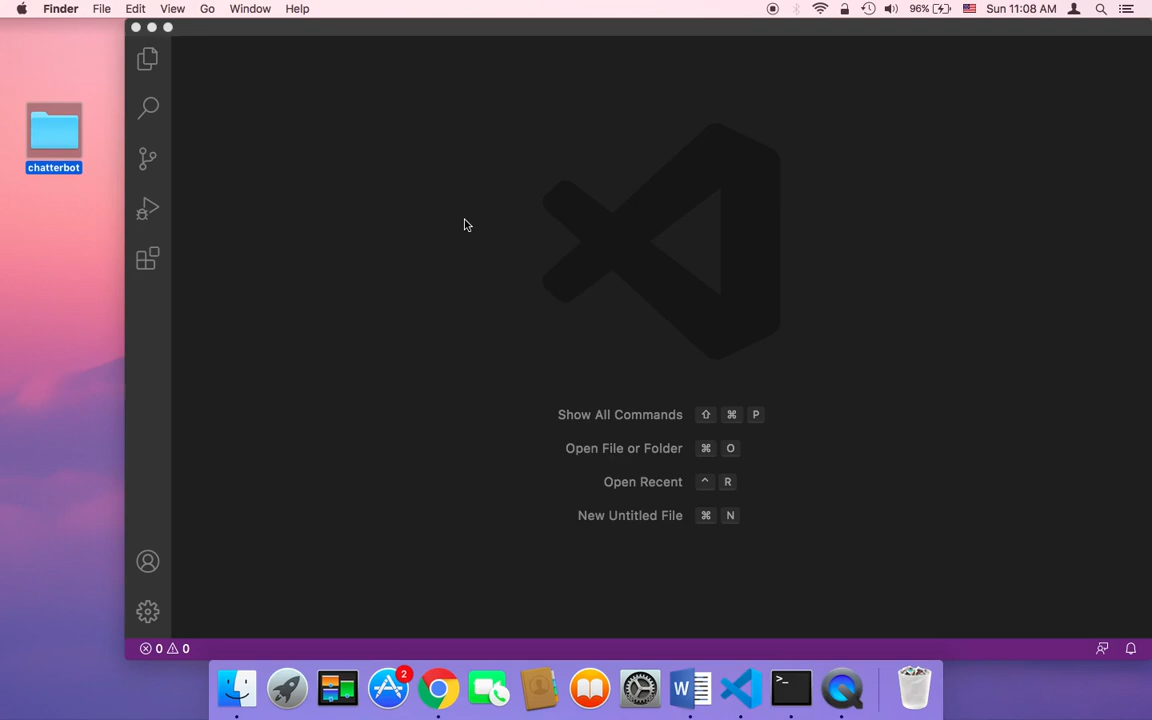 Finder File Edit View Go Window Help 96% Sun 11:08 AM
chatterbot
Show All Commands ⇧ ⌘ P
Open File or Folder ⌘ O
Open Recent ^ R
New Untitled File ⌘ N
0 0
2
W
>_